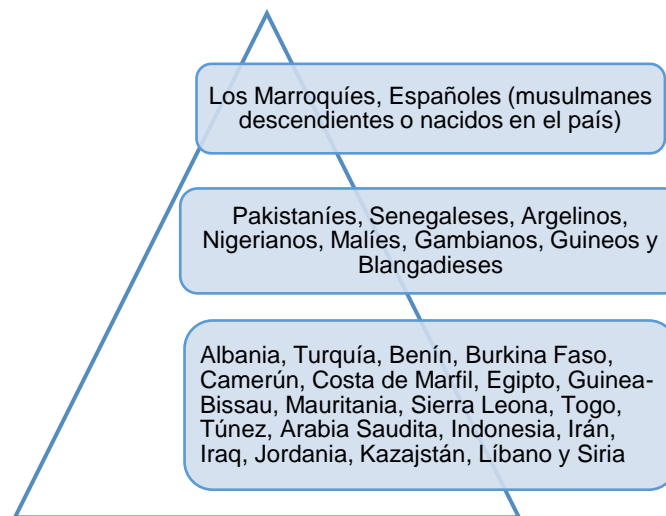 Los Marroquíes, Españoles (musulmanes
descendientes o nacidos en el país)
Pakistaníes, Senegaleses, Argelinos,
Nigerianos, Malíes, Gambianos, Guineos y
Blangadieses
Albania, Turquía, Benín, Burkina Faso,
Camerún, Costa de Marfil, Egipto, Guinea-
Bissau, Mauritania, Sierra Leona, Togo,
Túnez, Arabia Saudita, Indonesia, Irán,
Iraq, Jordania, Kazajstán, Líbano y Siria